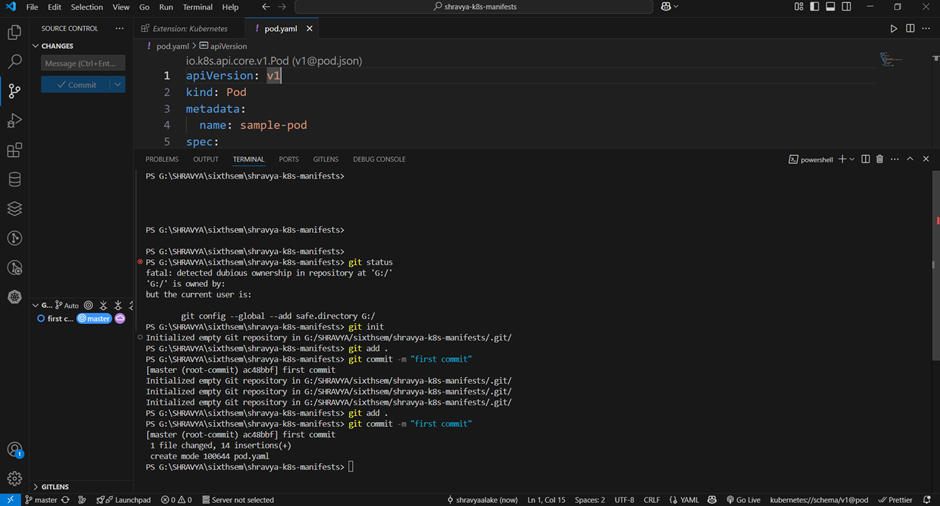 File Edit Selection View Go Run Terminal Help
shravya-k8s-manifests
SOURCE CONTROL
Extension: Kubernetes
pod.yaml
CHANGES
pod.yaml > apiVersion
Message (Ctrl+Ent...
Commit
io.k8s.api.core.v1.Pod (v1@pod.json)
1 apiVersion: v1
2 kind: Pod
3 metadata:
4 name: sample-pod
5 spec:
PROBLEMS OUTPUT TERMINAL PORTS GITLENS DEBUG CONSOLE
powershell
PS G:\SHRAVYA\sixthsem\shravya-k8s-manifests>
PS G:\SHRAVYA\sixthsem\shravya-k8s-manifests>
PS G:\SHRAVYA\sixthsem\shravya-k8s-manifests>
PS G:\SHRAVYA\sixthsem\shravya-k8s-manifests> git status
fatal: detected dubious ownership in repository at 'G:/'
'G:/' is owned by:
but the current user is:
git config --global --add safe.directory G:/
PS G:\SHRAVYA\sixthsem\shravya-k8s-manifests> git init
Initialized empty Git repository in G:/SHRAVYA/sixthsem/shravya-k8s-manifests/.git/
PS G:\SHRAVYA\sixthsem\shravya-k8s-manifests> git add .
PS G:\SHRAVYA\sixthsem\shravya-k8s-manifests> git commit -m "first commit"
[master (root-commit) ac48bbf] first commit
Initialized empty Git repository in G:/SHRAVYA/sixthsem/shravya-k8s-manifests/.git/
Initialized empty Git repository in G:/SHRAVYA/sixthsem/shravya-k8s-manifests/.git/
Initialized empty Git repository in G:/SHRAVYA/sixthsem/shravya-k8s-manifests/.git/
PS G:\SHRAVYA\sixthsem\shravya-k8s-manifests> git add .
PS G:\SHRAVYA\sixthsem\shravya-k8s-manifests> git commit -m "first commit"
[master (root-commit) ac48bbf] first commit
1 file changed, 14 insertions(+)
create mode 100644 pod.yaml
PS G:\SHRAVYA\sixthsem\shravya-k8s-manifests>
G... Auto
first c... master
GITLENS
1
master Launchpad 0 0 Server not selected shravyaalake (now) Ln 1, Col 15 Spaces: 2 UTF-8 CRLF YAML Go Live kubernetes://schema/v1@pod Prettier